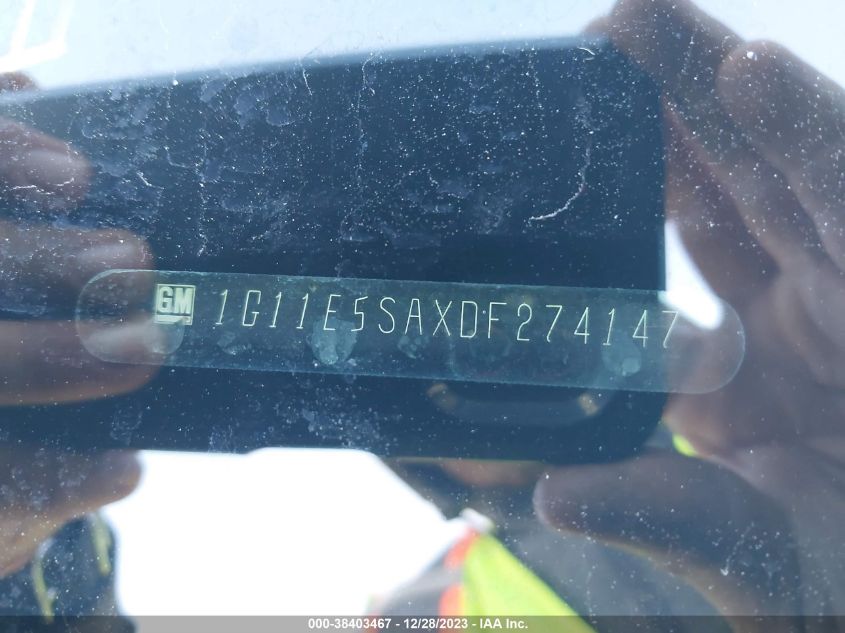 GM 1G11E5SAXDF274147
000-38403467 - 12/28/2023 - IAA Inc.